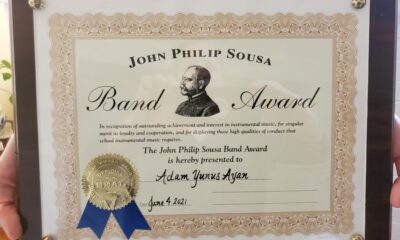 JOHN PHILIP SOUSA
Band Award
In recognition of outstanding achievement and interest in instrumental music, for singular
merit in loyalty and cooperation, and for displaying those high qualities of conduct that
school instrumental music requires.
The John Philip Sousa Band Award
is hereby presented to
Adam Yunus Ayan
On June 4 2021